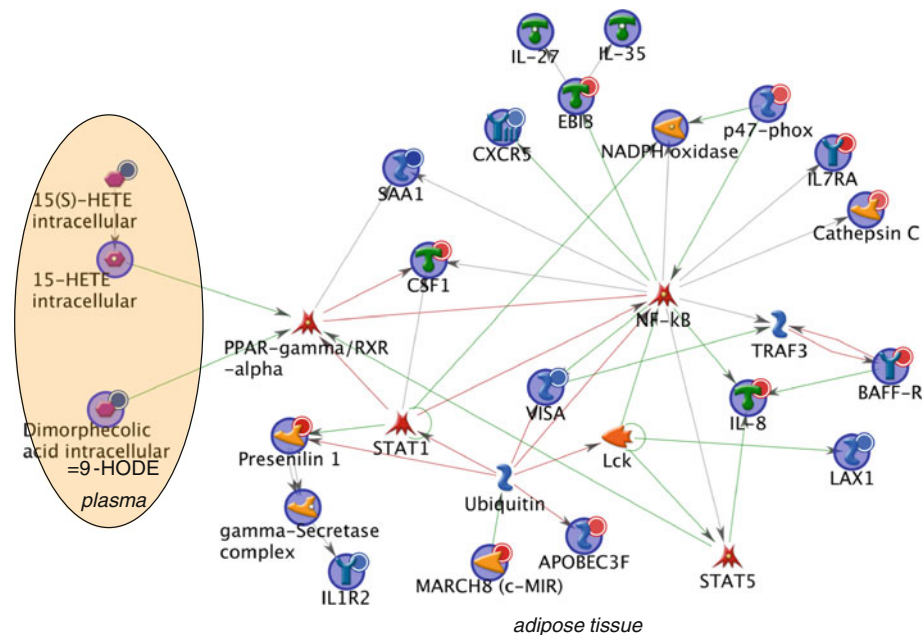 IL-27
IL-35
EBI3
CXCR5
NADPH oxidase
p47-phox
SAA1
IL7RA
15(S)-HETE
intracellular
Cathepsin C
15-HETE
intracellular
CSF1
NF-kB
PPAR-gamma/RXR
-alpha
TRAF3
VISA
IL-8
BAFF-R
Dimorphecolic
acid intracellular
=9-HODE
plasma
Presenilin 1
STAT1
Lck
LAX1
Ubiquitin
gamma-Secretase
complex
IL1R2
MARCH8 (c-MIR)
APOBEC3F
STAT5
adipose tissue